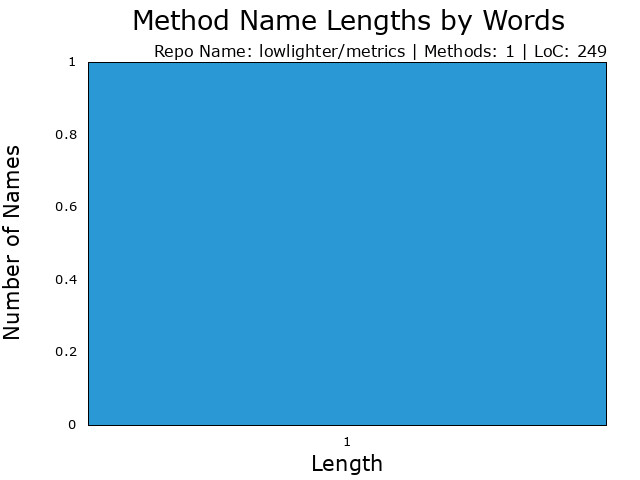 Method Name Lengths by Words
Repo Name: lowlighter/metrics | Methods: 1 | LoC: 249
Number of Names
1
0.8
0.6
0.4
0.2
0
1
Length